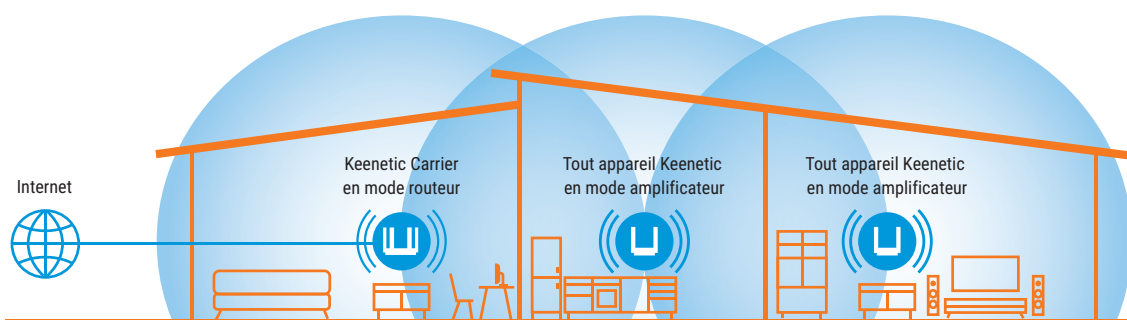 Internet
Keenetic Carrier
en mode routeur
Tout appareil Keenetic
en mode amplificateur
Tout appareil Keenetic
en mode amplificateur